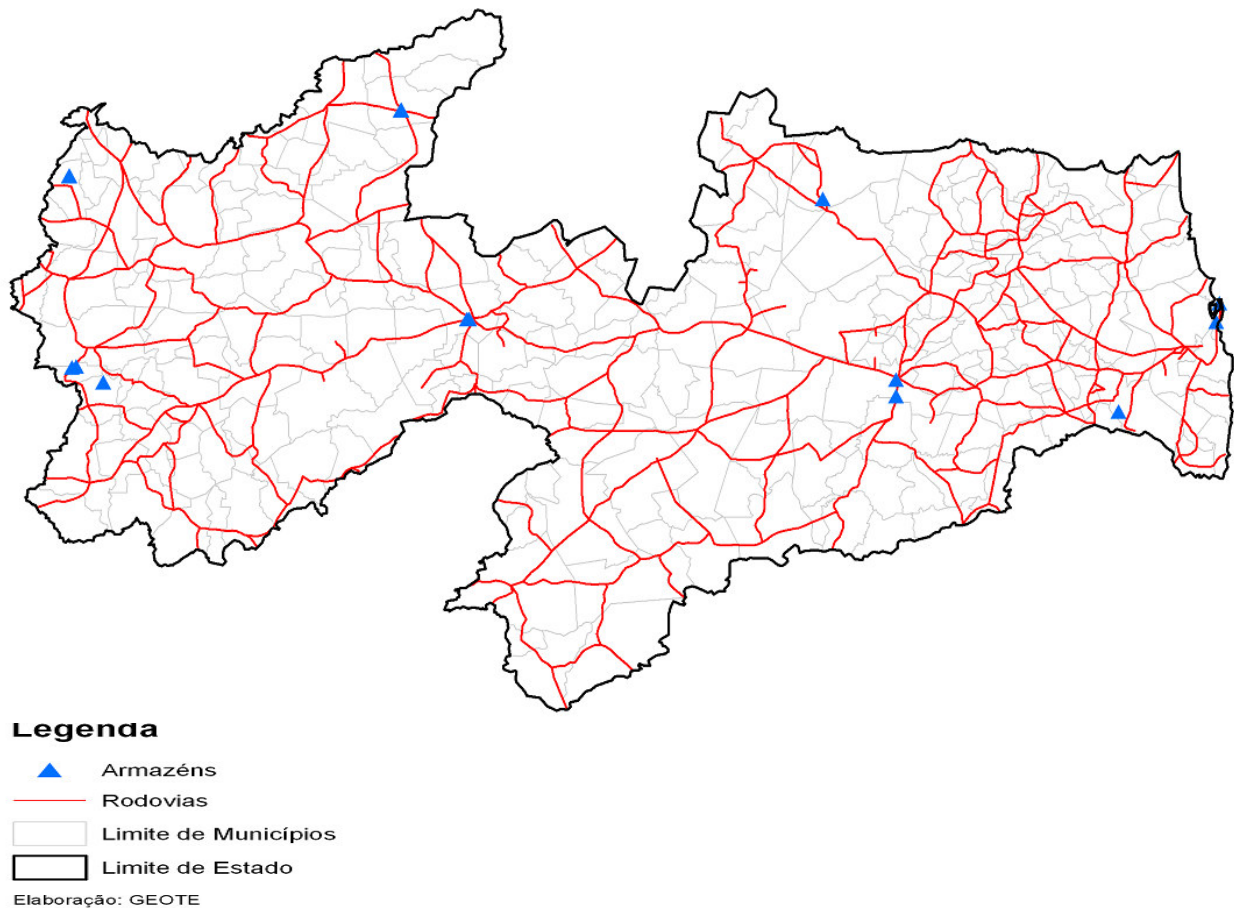 Legenda
Armazéns
Rodovias
Limite de Municípios
Limite de Estado
Elaboração: GEOTE